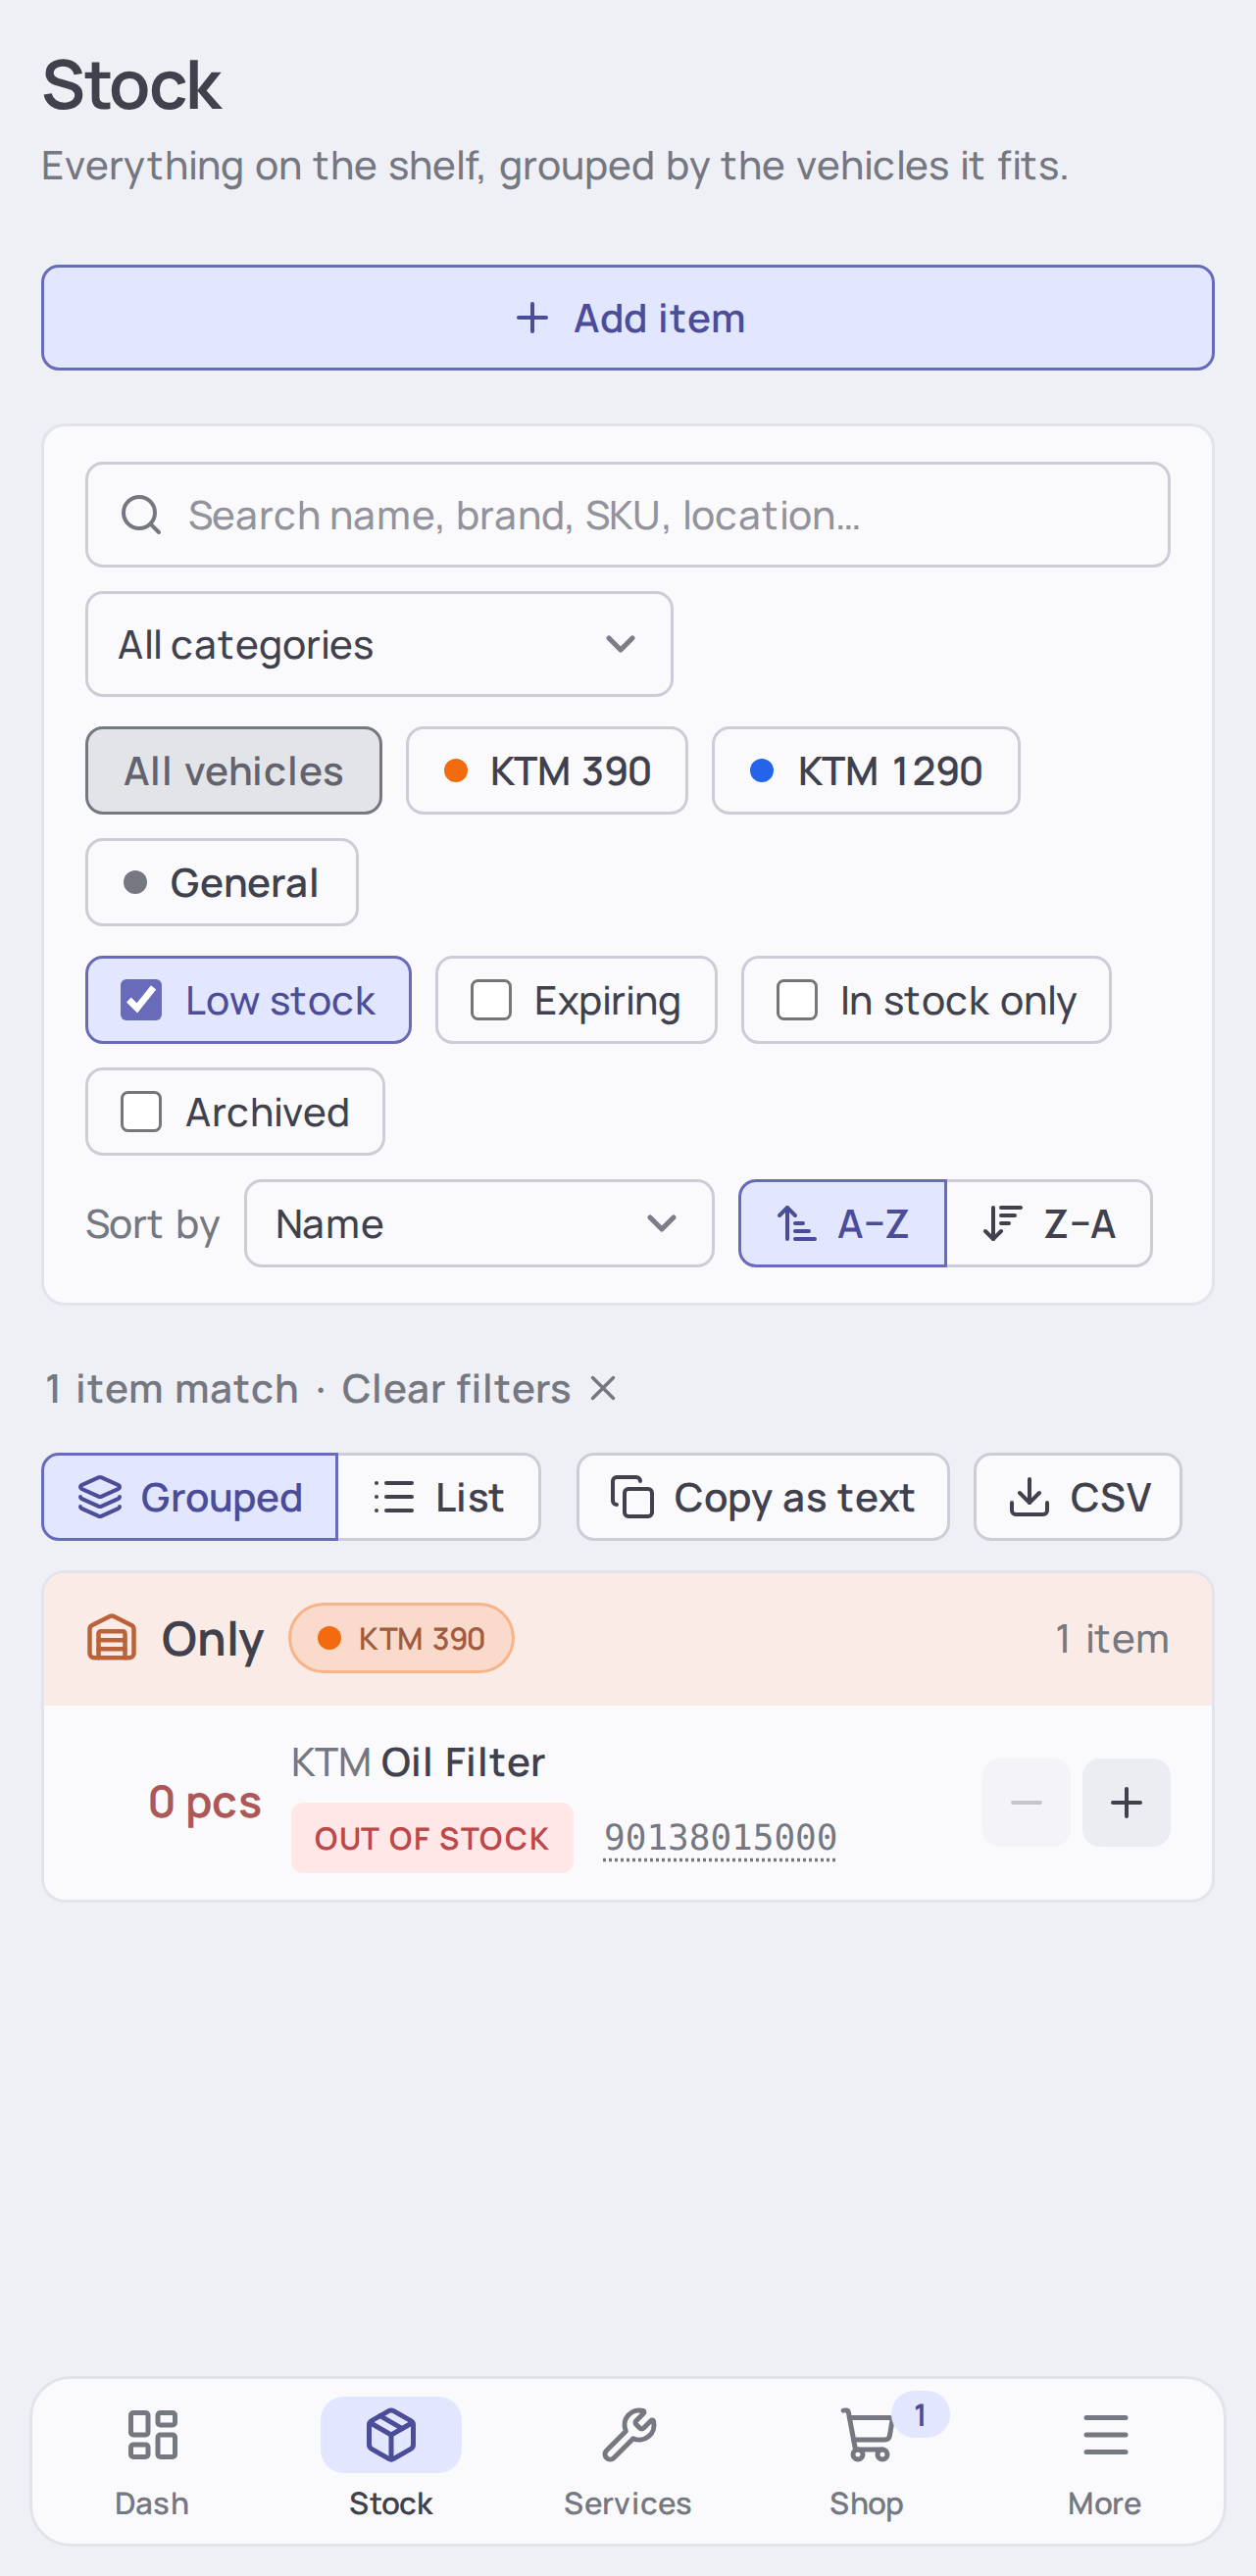 Stock
Everything on the shelf, grouped by the vehicles it fits.
Add item
Search name, brand, SKU, location...
All categories
All vehicles KTM 390 KTM 1290
General
Low stock Expiring In stock only
Archived
Sort by Name A–Z Z–A
1 item match · Clear filters
Grouped List Copy as text CSV
Only KTM 390 1 item
KTM Oil Filter
0 pcs
OUT OF STOCK 90138015000
1
Dash Stock Services Shop More